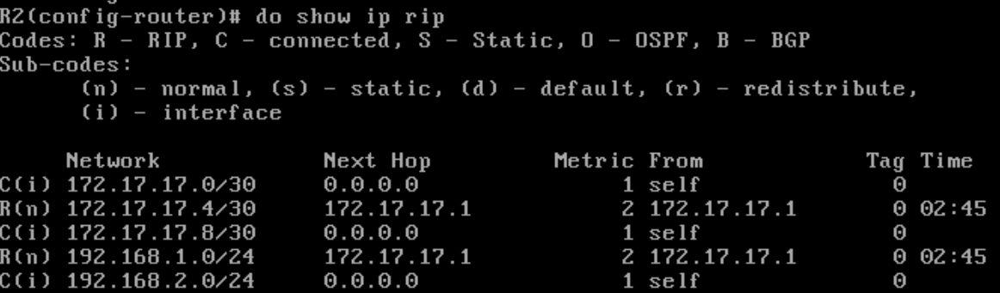 R2(config-router)# do show ip rip
Codes: R - RIP, C - connected, S - Static, O - OSPF, B - BGP
Sub-codes:
      (n) - normal, (s) - static, (d) - default, (r) - redistribute,
      (i) - interface
     Network            Next Hop         Metric From            Tag Time
C(i) 172.17.17.0/30     0.0.0.0               1 self              0
R(n) 172.17.17.4/30     172.17.17.1           2 172.17.17.1       0 02:45
C(i) 172.17.17.8/30     0.0.0.0               1 self              0
R(n) 192.168.1.0/24     172.17.17.1           2 172.17.17.1       0 02:45
C(i) 192.168.2.0/24     0.0.0.0               1 self              0